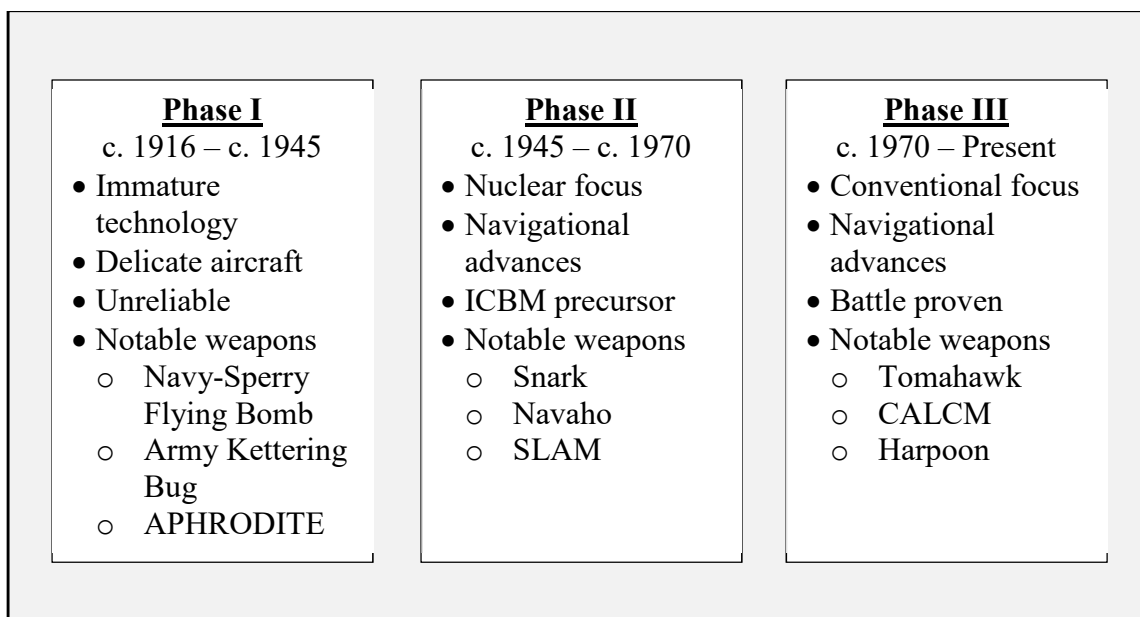 Phase I
c. 1916 – c. 1945
• Immature
technology
• Delicate aircraft
• Unreliable
• Notable weapons
o Navy-Sperry
Flying Bomb
o Army Kettering
Bug
o APHRODITE
Phase II
c. 1945 – c. 1970
• Nuclear focus
• Navigational
advances
• ICBM precursor
• Notable weapons
o Snark
o Navaho
o SLAM
Phase III
c. 1970 – Present
• Conventional focus
• Navigational
advances
• Battle proven
• Notable weapons
o Tomahawk
o CALCM
o Harpoon